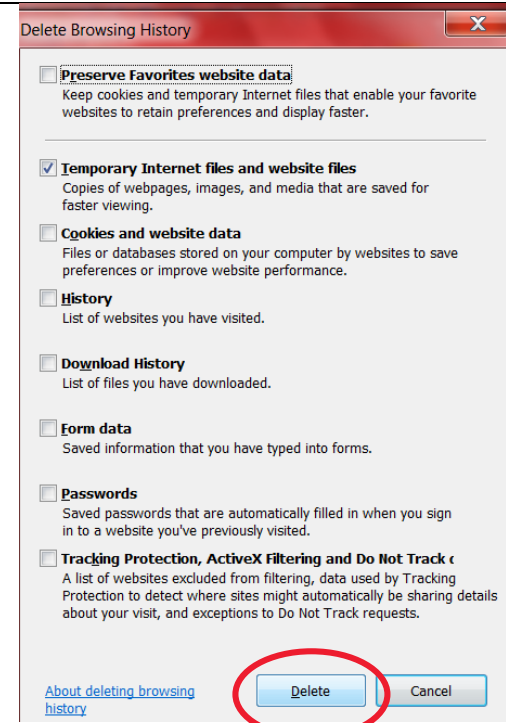 Delete Browsing History
X
Preserve Favorites website data
Keep cookies and temporary Internet files that enable your favorite
websites to retain preferences and display faster.
Temporary Internet files and website files
Copies of webpages, images, and media that are saved for
faster viewing.
Cookies and website data
Files or databases stored on your computer by websites to save
preferences or improve website performance.
History
List of websites you have visited.
Download History
List of files you have downloaded.
Form data
Saved information that you have typed into forms.
Passwords
Saved passwords that are automatically filled in when you sign
in to a website you've previously visited.
Tracking Protection, ActiveX Filtering and Do Not Track
A list of websites excluded from filtering, data used by Tracking
Protection to detect where sites might automatically be sharing details
about your visit, and exceptions to Do Not Track requests.
About deleting browsing
history
Delete
Cancel